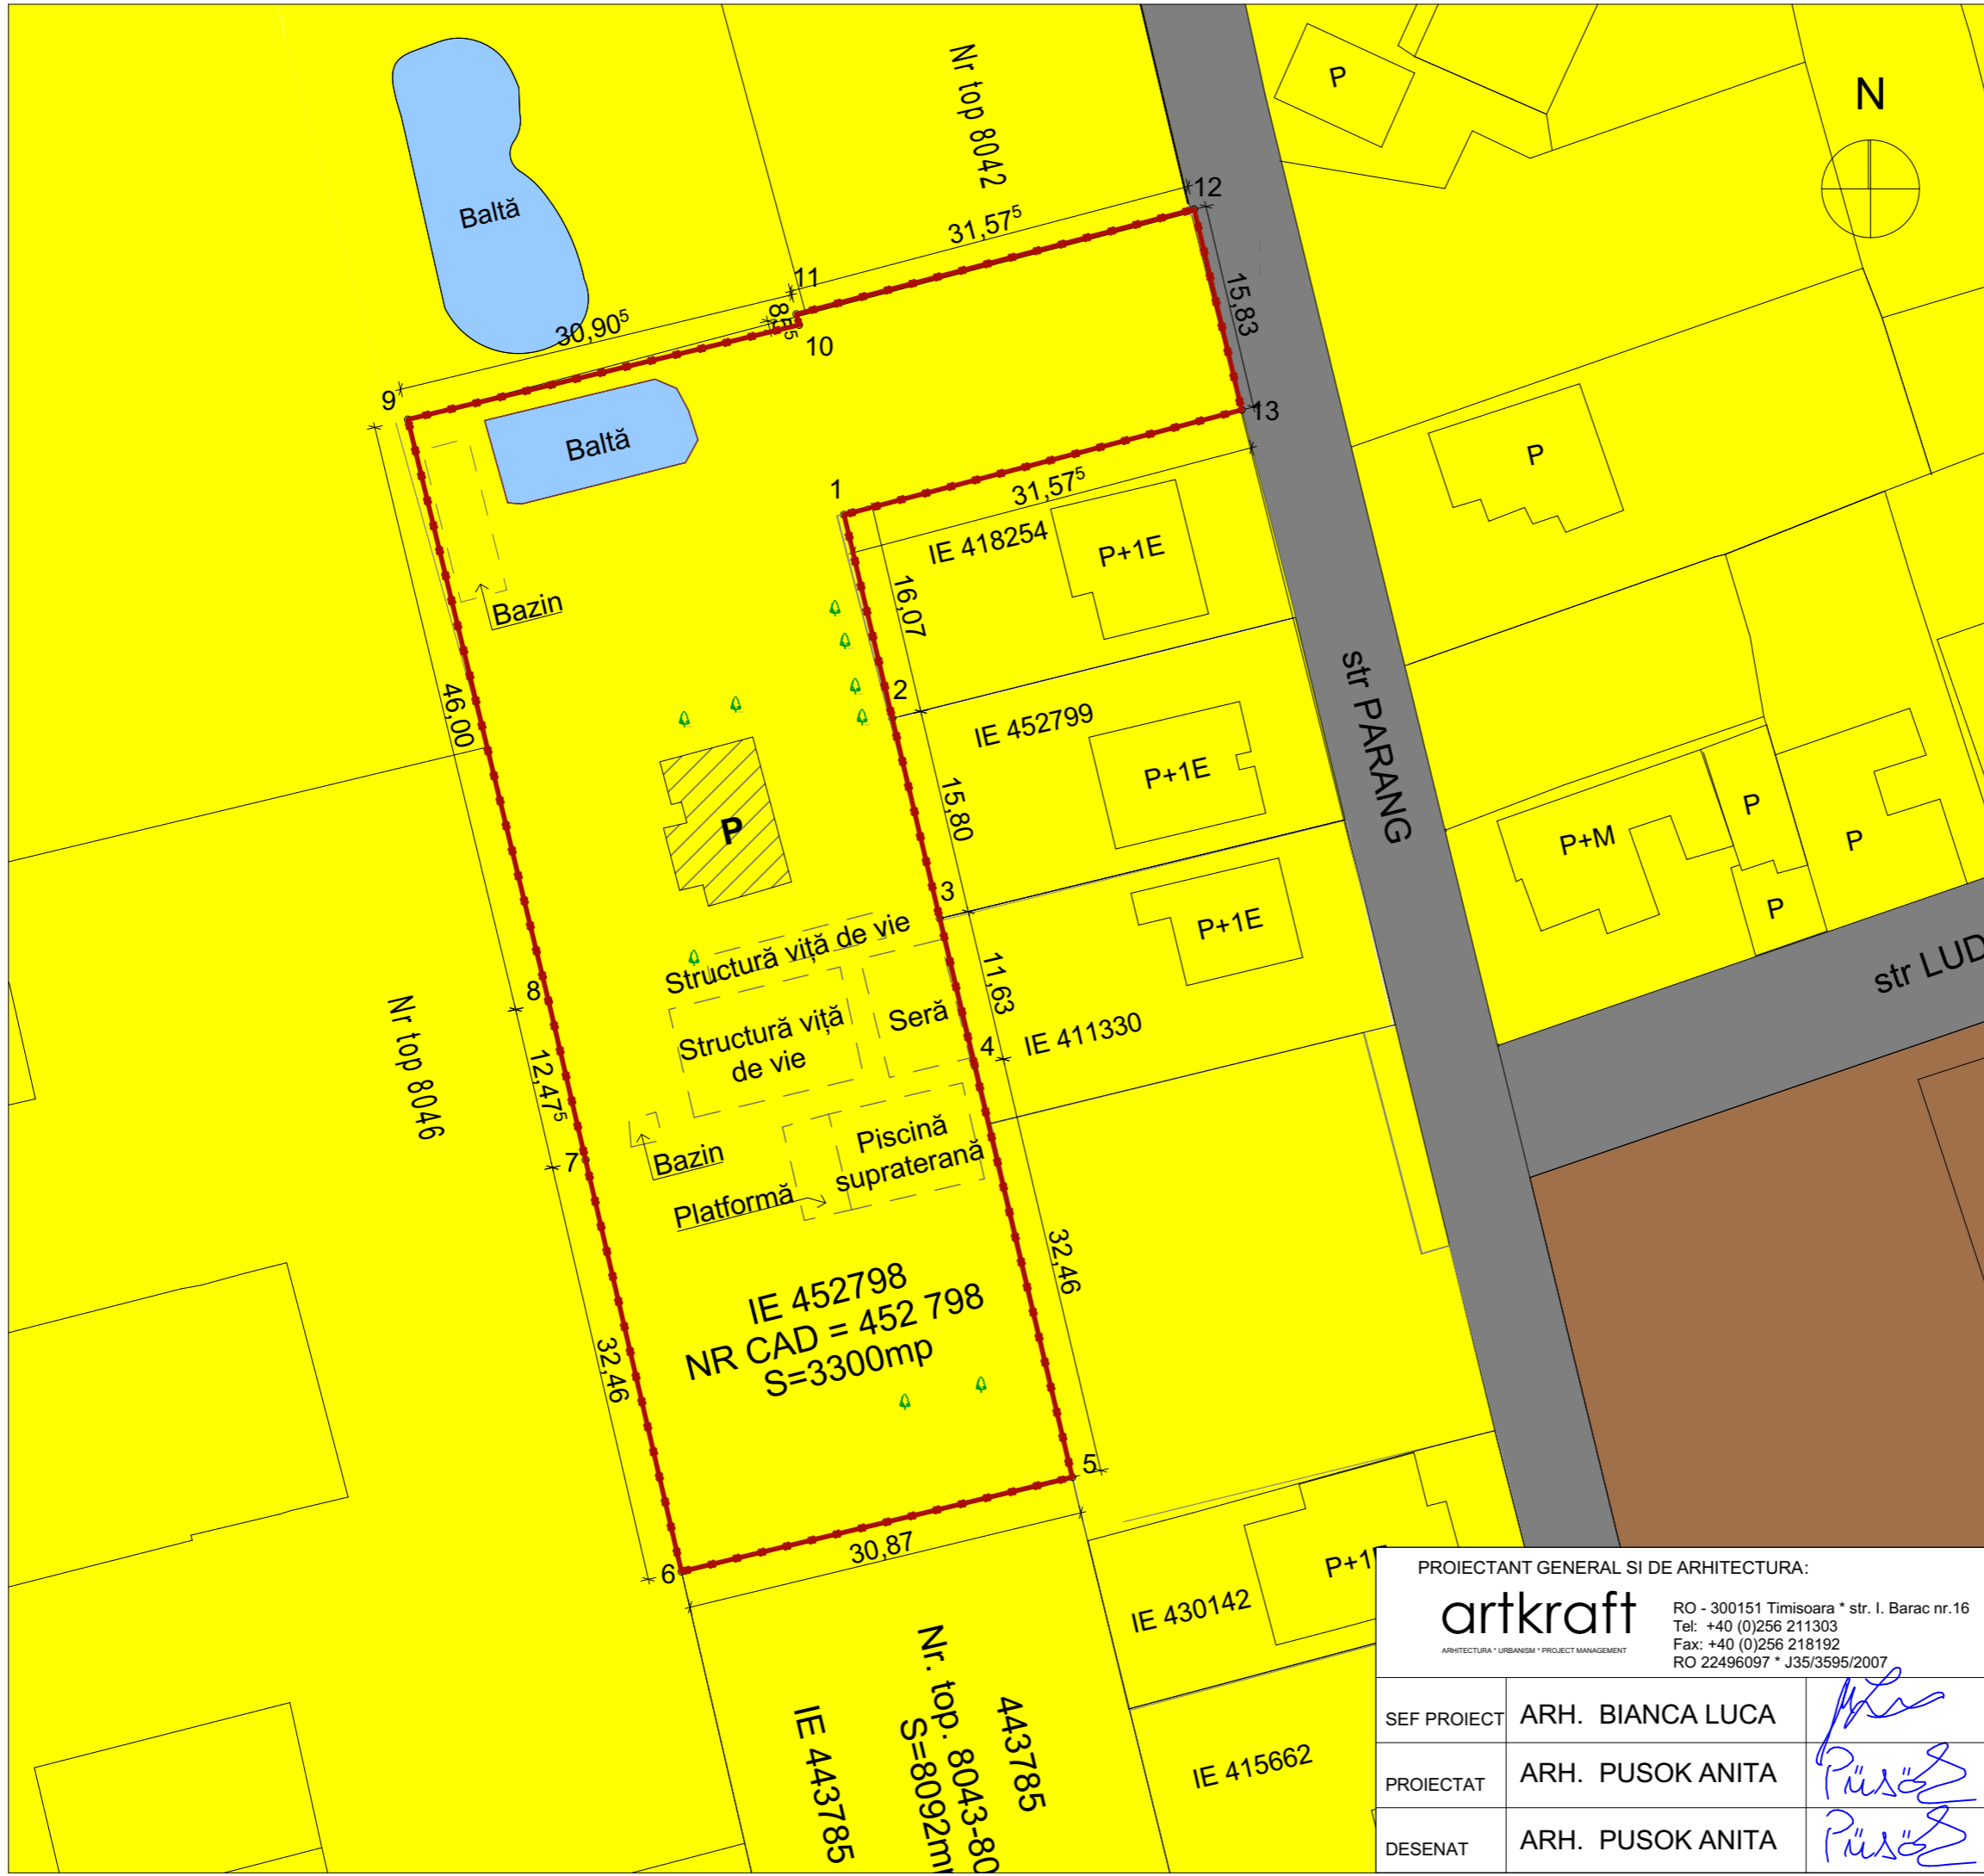 Nr top 8042
P
N
Baltă
12
31,57⁵
11
15,83
85⁵
30,90⁵
10
9
13
Baltă
P
1
31,57⁵
IE 418254
P+1E
16,07
Bazin
46,00
2
IE 452799
P+1E
15,80
str PARANG
P
P+M
P
P
3
P+1E
Structură viță de vie
str LUD
11,63
8
Structură viță
de vie
Seră
4
IE 411330
Nr top 8046
12,47⁵
7
Bazin
Piscină
supraterană
Platformă
32,46
IE 452798
NR CAD = 452 798
S=3300mp
32,46
5
30,87
6
IE 430142
IE 443785
Nr. top. 8043-80
S=8092m
443785
IE 415662
PROIECTANT GENERAL SI DE ARHITECTURA:
artkraft
ARHITECTURA * URBANISM * PROJECT MANAGEMENT
RO - 300151 Timisoara * str. I. Barac nr.16
Tel: +40 (0)256 211303
Fax: +40 (0)256 218192
RO 22496097 * J35/3595/2007
SEF PROIECT ARH. BIANCA LUCA
PROIECTAT ARH. PUSOK ANITA
DESENAT ARH. PUSOK ANITA